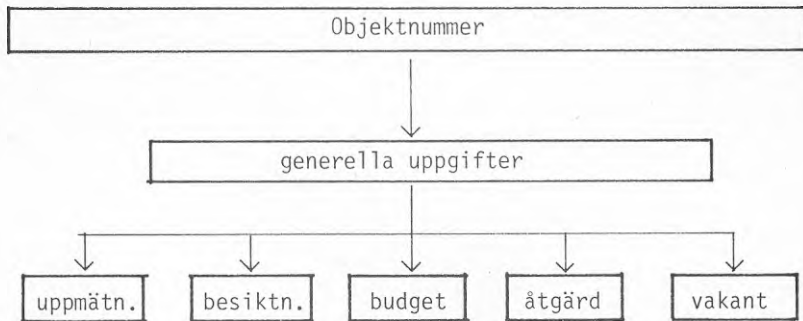 Objektnummer
generella uppgifter
uppmätn. besiktn. budget åtgärd vakant